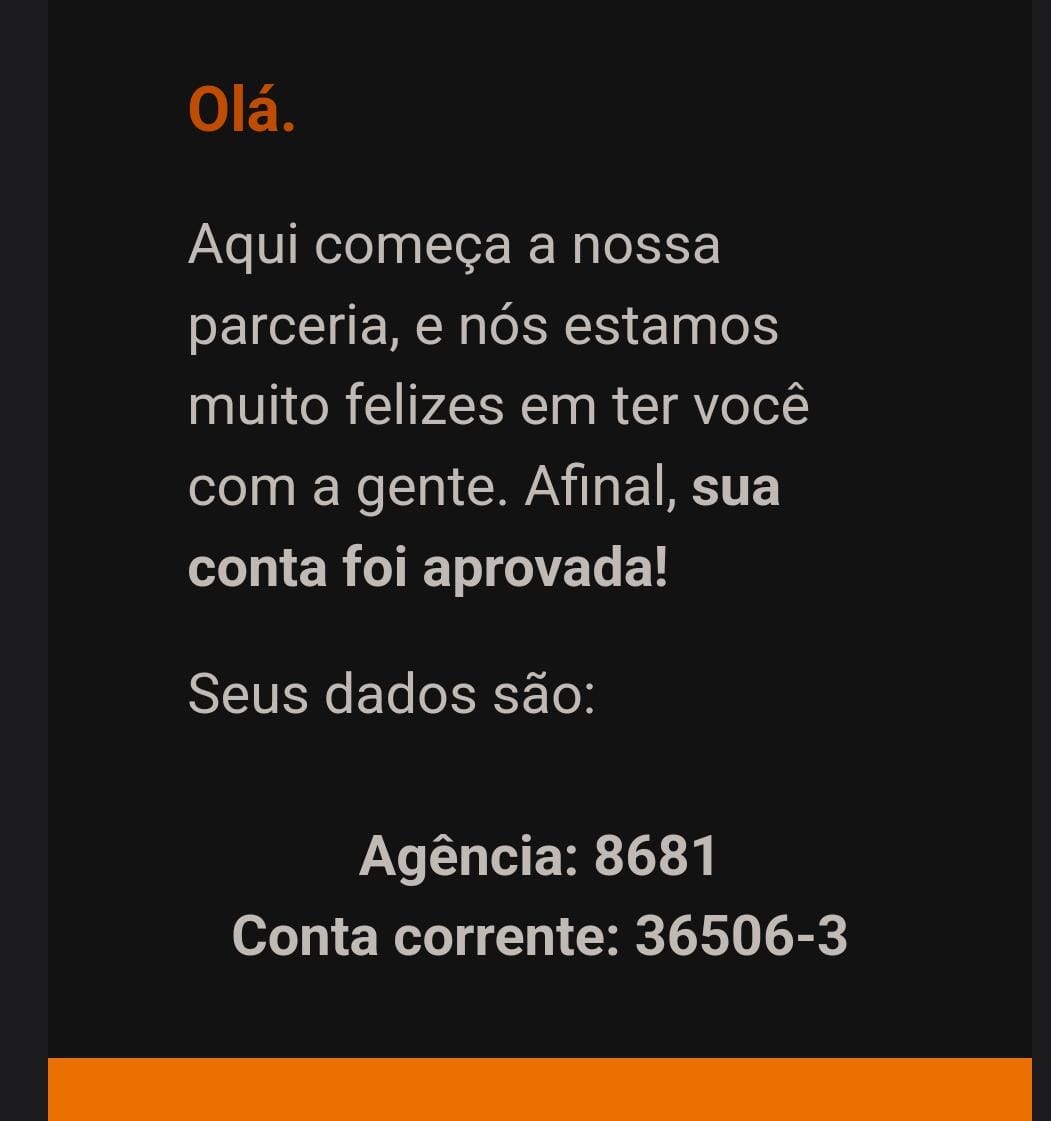 Olá.
Aqui começa a nossa
parceria, e nós estamos
muito felizes em ter você
com a gente. Afinal, sua
conta foi aprovada!
Seus dados são:
Agência: 8681
Conta corrente: 36506-3